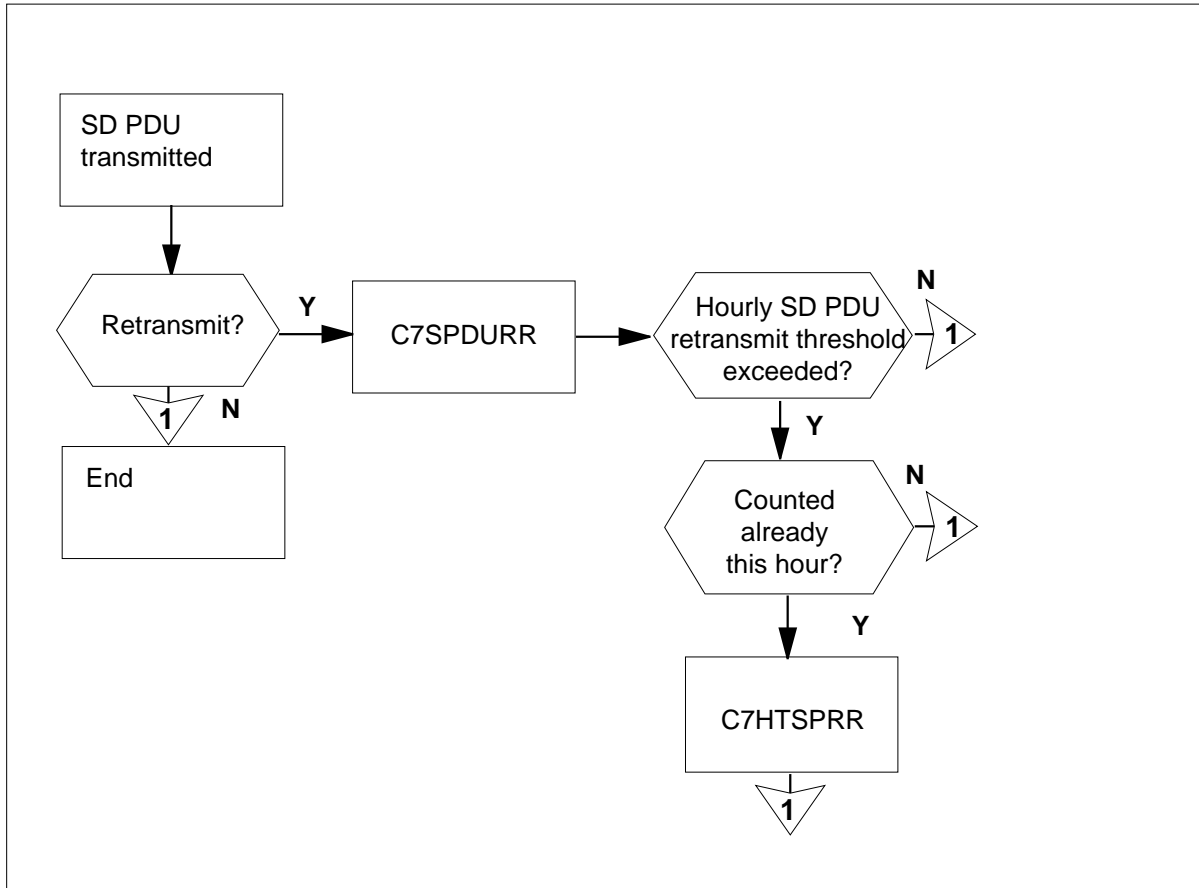 SD PDU
transmitted
Retransmit?
Y
N
1
End
C7SPDURR
Hourly SD PDU
retransmit threshold
exceeded?
N
1
Y
Counted
already
this hour?
N
1
Y
C7HTSPRR
1